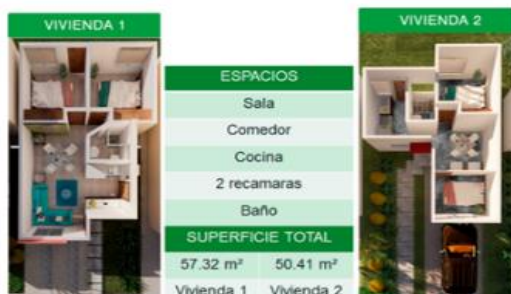 VIVIENDA 1
VIVIENDA 2
ESPACIOS
Sala
Comedor
Cocina
2 recamaras
Baño
SUPERFICIE TOTAL
57.32 m² 50.41 m²
Vivienda 1 Vivienda 2